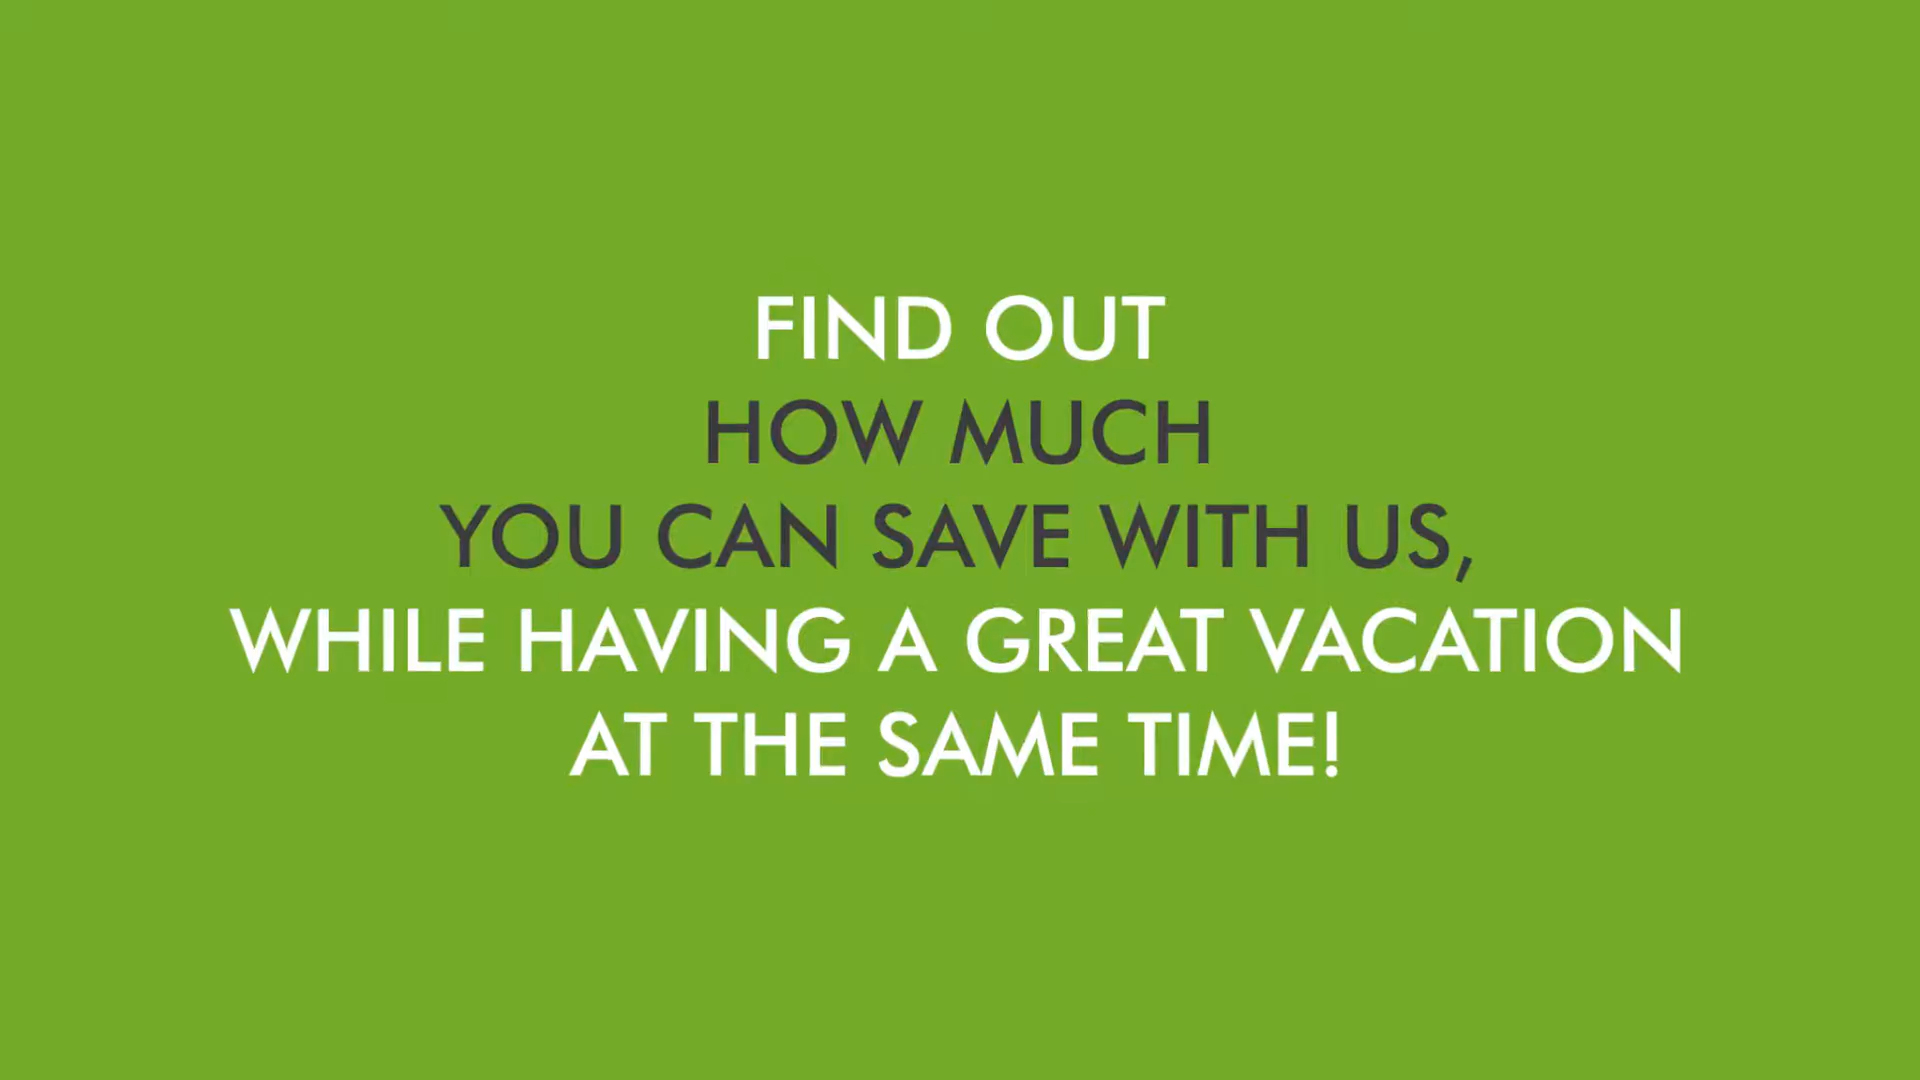 FIND OUT
HOW MUCH
YOU CAN SAVE WITH US,
WHILE HAVING A GREAT VACATION
AT THE SAME TIME!